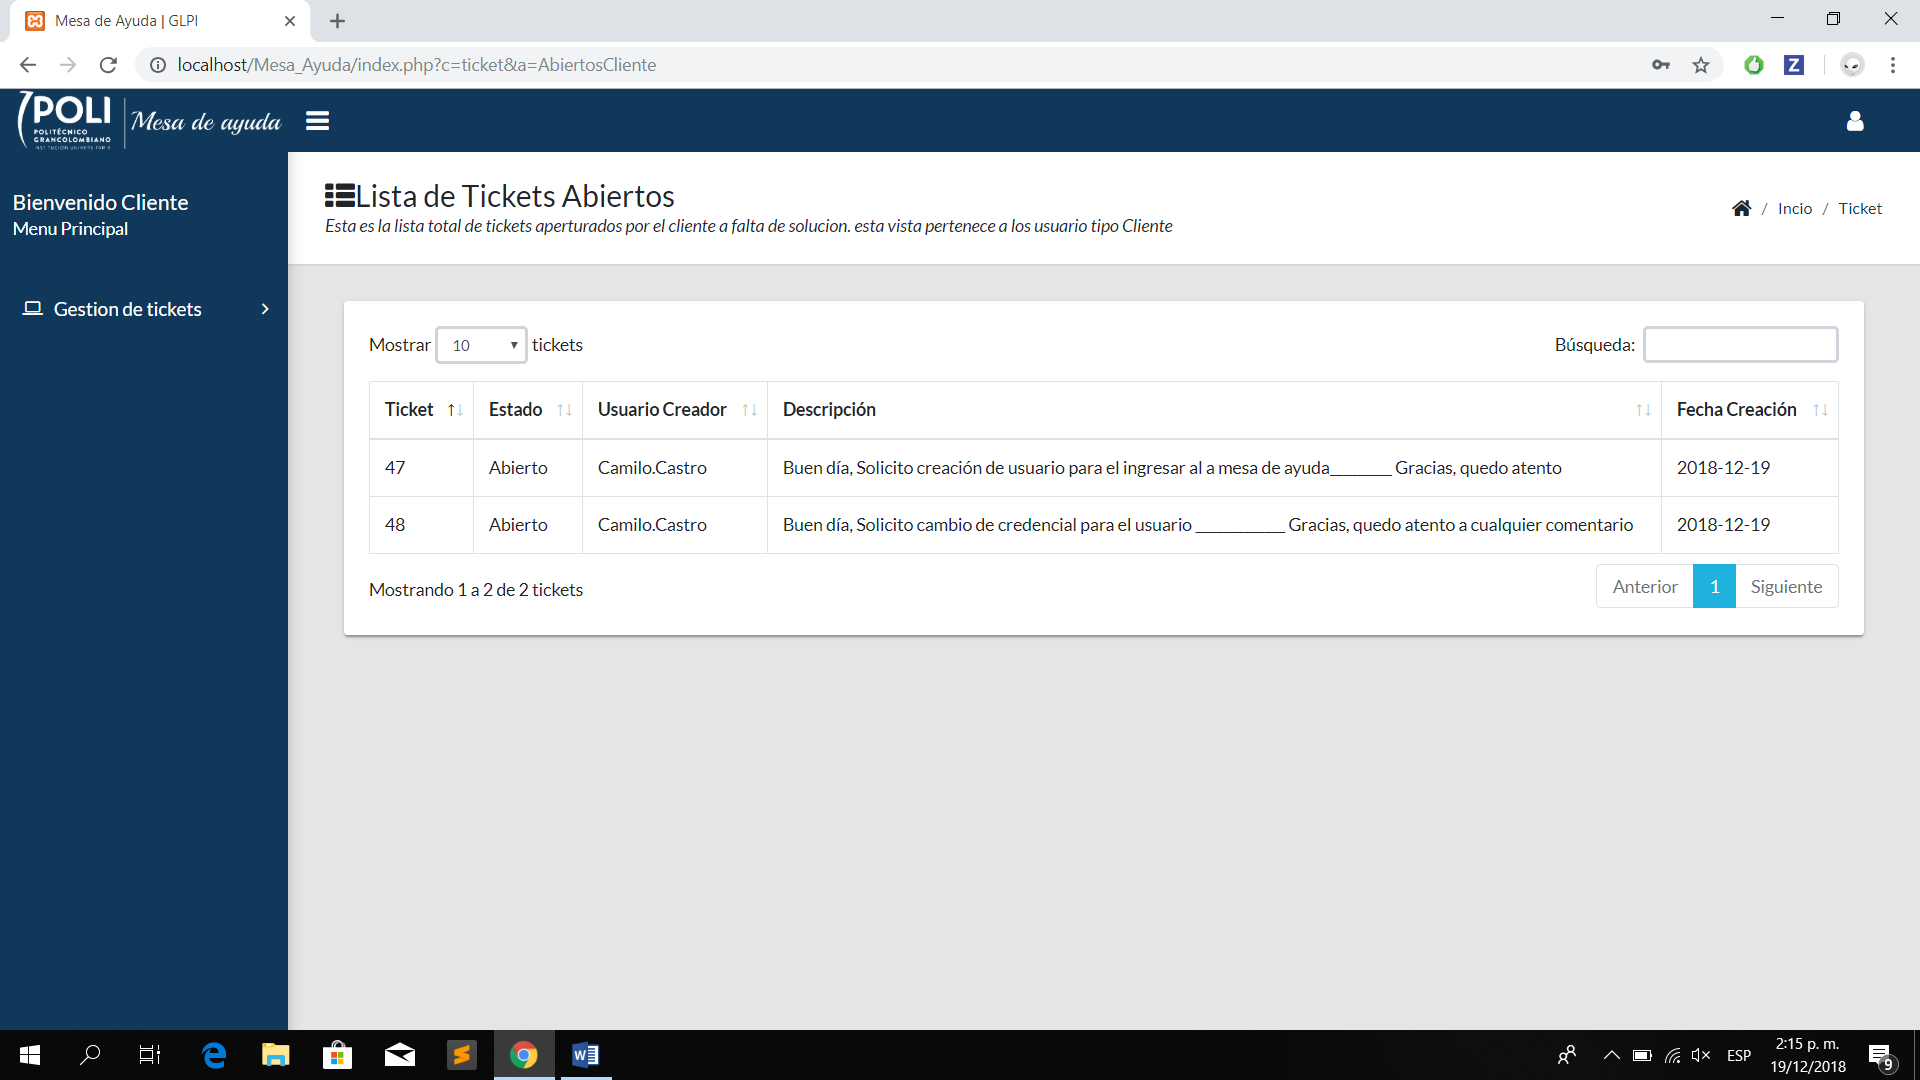 Mesa de Ayuda | GLPI
localhost/Mesa_Ayuda/index.php?c=ticket&a=AbiertosCliente
POLI
POLITÉCNICO
GRANCOLOMBIANO
Mesa de ayuda
Bienvenido Cliente
Menu Principal
Gestion de tickets
Lista de Tickets Abiertos
Esta es la lista total de tickets aperturados por el cliente a falta de solucion. esta vista pertenece a los usuario tipo Cliente
/ Incio / Ticket
Mostrar 10 tickets
Búsqueda:
Ticket Estado Usuario Creador Descripción Fecha Creación
47 Abierto Camilo.Castro Buen día, Solicito creación de usuario para el ingresar al a mesa de ayuda_________ Gracias, quedo atento 2018-12-19
48 Abierto Camilo.Castro Buen día, Solicito cambio de credencial para el usuario _____________ Gracias, quedo atento a cualquier comentario 2018-12-19
Mostrando 1 a 2 de 2 tickets
Anterior 1 Siguiente
ESP
2:15 p. m.
19/12/2018
9